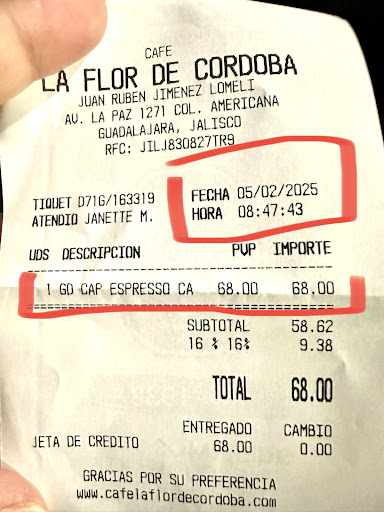 CAFE
LA FLOR DE CORDOBA
JUAN RUBEN JIMENEZ LOMELI
AV. LA PAZ 1271 COL. AMERICANA
GUADALAJARA, JALISCO
RFC: JILJ830827TR9
TIQUET D71G/163319 FECHA 05/02/2025
ATENDIO JANETTE M. HORA 08:47:43
UDS DESCRIPCION PVP IMPORTE
1 GD CAP ESPRESSO CA 68.00 68.00
SUBTOTAL 58.62
16 % 16% 9.38
TOTAL 68.00
ENTREGADO CAMBIO
JETA DE CREDITO 68.00 0.00
GRACIAS POR SU PREFERENCIA
www.cafelaflordecordoba.com